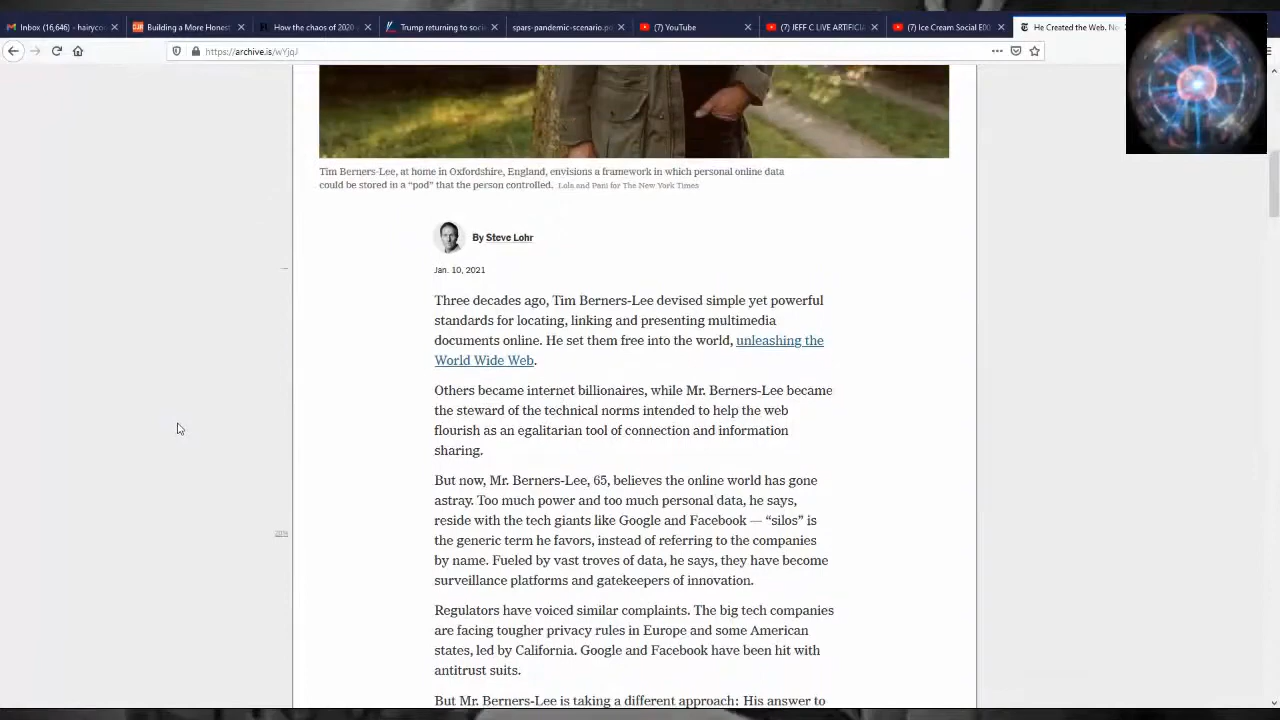 Inbox (16,646) - hairyco
Building a More Honest
How the chaos of 2020
Trump returning to socie
spars-pandemic-scenario.po
(7) YouTube
(7) JEFF C LIVE ARTIFICIA
(7) Ice Cream Social E00
He Created the Web. Ne
https://archive.is/wYjqJ
Tim Berners-Lee, at home in Oxfordshire, England, envisions a framework in which personal online data
could be stored in a “pod” that the person controlled. Lola and Pani for The New York Times
By Steve Lohr
Jan. 10, 2021
Three decades ago, Tim Berners-Lee devised simple yet powerful
standards for locating, linking and presenting multimedia
documents online. He set them free into the world, unleashing the
World Wide Web.
Others became internet billionaires, while Mr. Berners-Lee became
the steward of the technical norms intended to help the web
flourish as an egalitarian tool of connection and information
sharing.
But now, Mr. Berners-Lee, 65, believes the online world has gone
astray. Too much power and too much personal data, he says,
reside with the tech giants like Google and Facebook — “silos” is
the generic term he favors, instead of referring to the companies
by name. Fueled by vast troves of data, he says, they have become
surveillance platforms and gatekeepers of innovation.
Regulators have voiced similar complaints. The big tech companies
are facing tougher privacy rules in Europe and some American
states, led by California. Google and Facebook have been hit with
antitrust suits.
But Mr. Berners-Lee is taking a different approach: His answer to